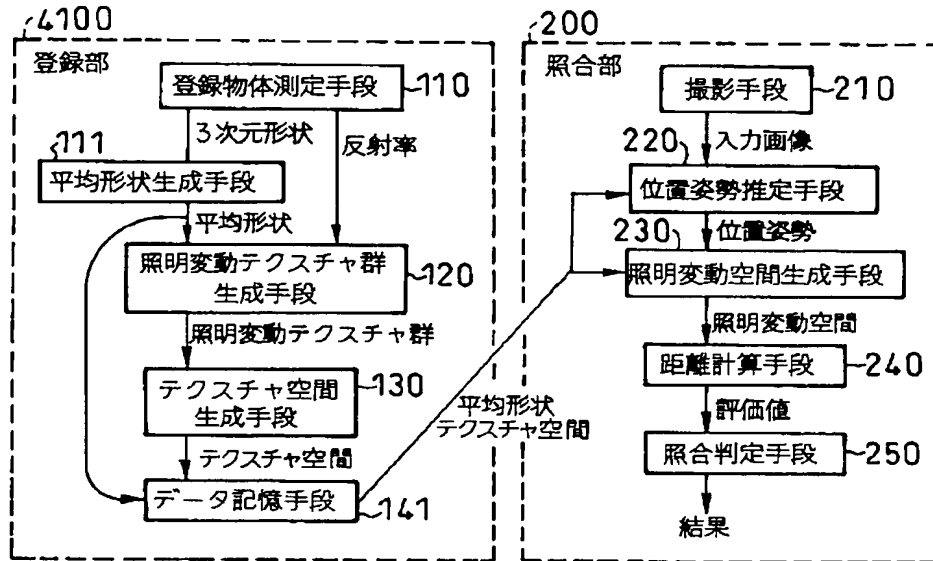 4100
登録部
登録物体測定手段
110
3次元形状
反射率
111
平均形状生成手段
平均形状
照明変動テクスチャ群
生成手段
120
照明変動テクスチャ群
テクスチャ空間
生成手段
130
テクスチャ空間
データ記憶手段
141
平均形状
テクスチャ空間
200
照合部
撮影手段
210
入力画像
220
位置姿勢推定手段
位置姿勢
230
照明変動空間生成手段
照明変動空間
距離計算手段
240
評価値
照合判定手段
250
結果